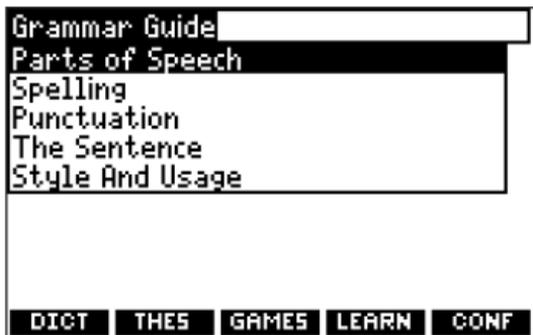 Grammar Guide
Parts of Speech
Spelling
Punctuation
The Sentence
Style And Usage
DICT THES GAMES LEARN CONF